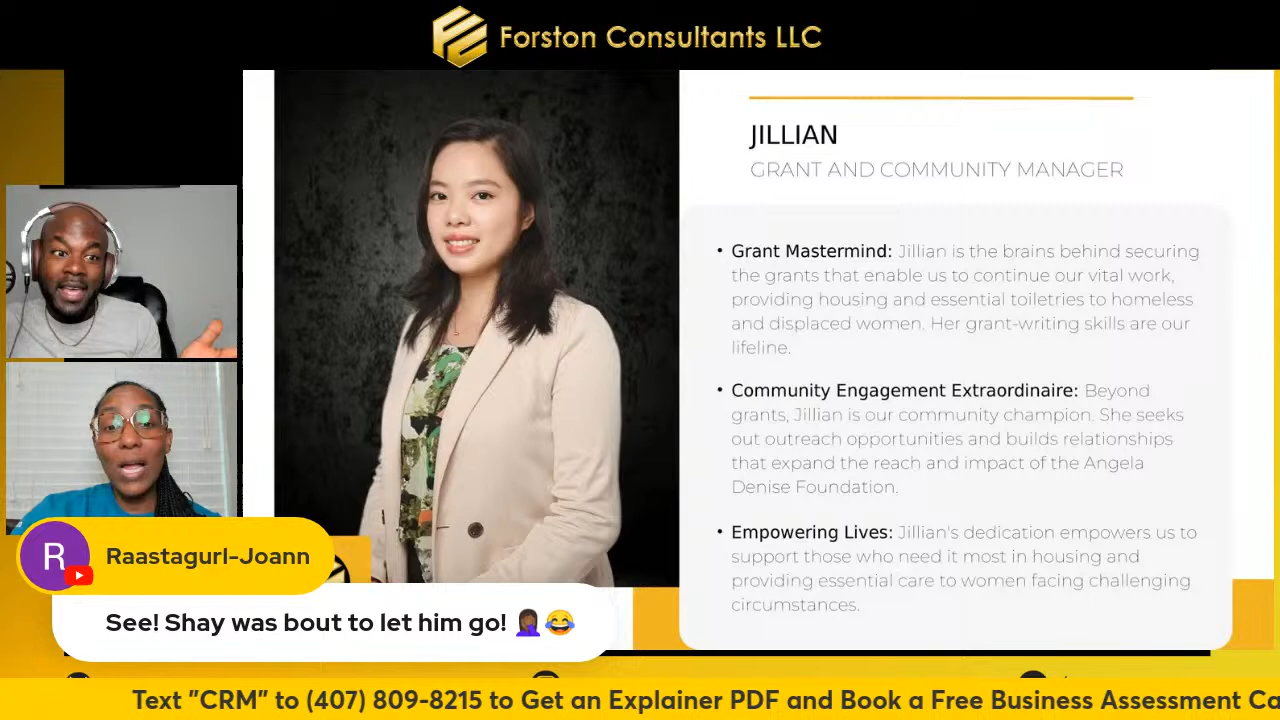 Forston Consultants LLC
JILLIAN
GRANT AND COMMUNITY MANAGER
• Grant Mastermind: Jillian is the brains behind securing
the grants that enable us to continue our vital work,
providing housing and essential toiletries to homeless
and displaced women. Her grant-writing skills are our
lifeline.
• Community Engagement Extraordinaire: Beyond
grants, Jillian is our community champion. She seeks
out outreach opportunities and builds relationships
that expand the reach and impact of the Angela
Denise Foundation.
• Empowering Lives: Jillian's dedication empowers us to
support those who need it most in housing and
providing essential care to women facing challenging
circumstances.
R
Raastagurl-Joann
See! Shay was bout to let him go! 🤦🏾‍♀️😂
Text "CRM" to (407) 809-8215 to Get an Explainer PDF and Book a Free Business Assessment Ca